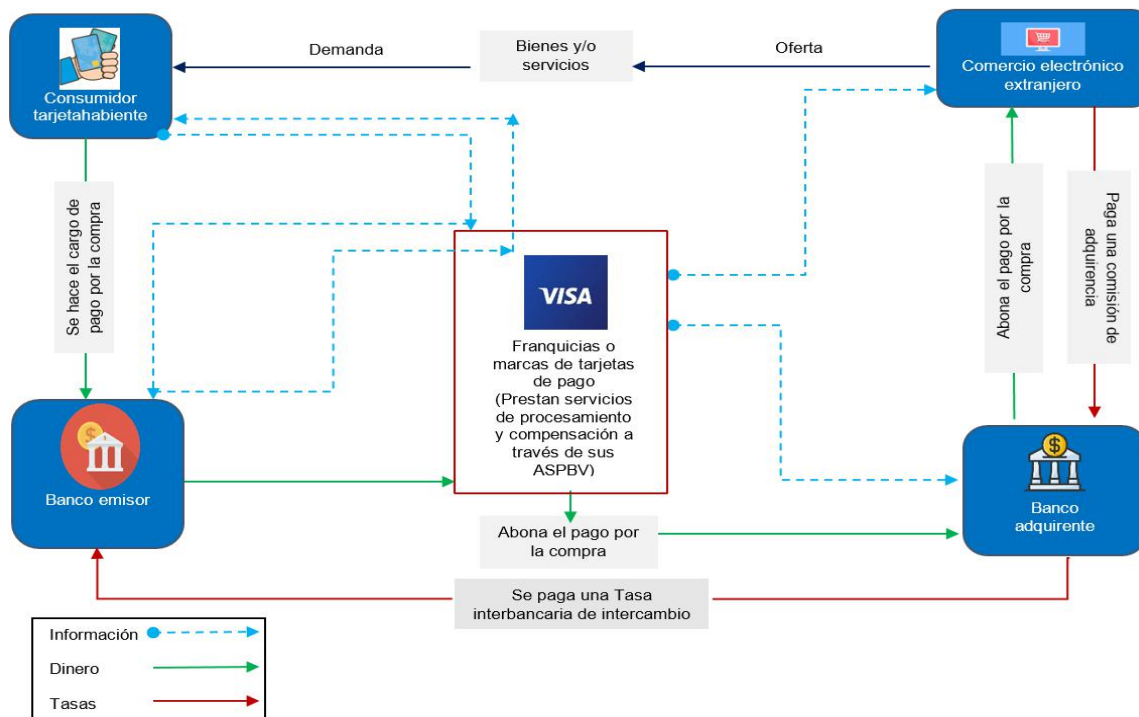 Consumidor
tarjetahabiente
Demanda
Bienes y/o
servicios
Oferta
Comercio electrónico
extranjero
Se hace el cargo de
pago por la compra
VISA
Franquicias o
marcas de tarjetas
de pago
(Prestan servicios
de procesamiento
y compensación a
través de sus
ASPBV)
Abona el pago por la
compra
Paga una comisión de
adquirencia
Banco emisor
Banco
adquirente
Abona el pago por
la compra
Se paga una Tasa
interbancaria de intercambio
Información
Dinero
Tasas